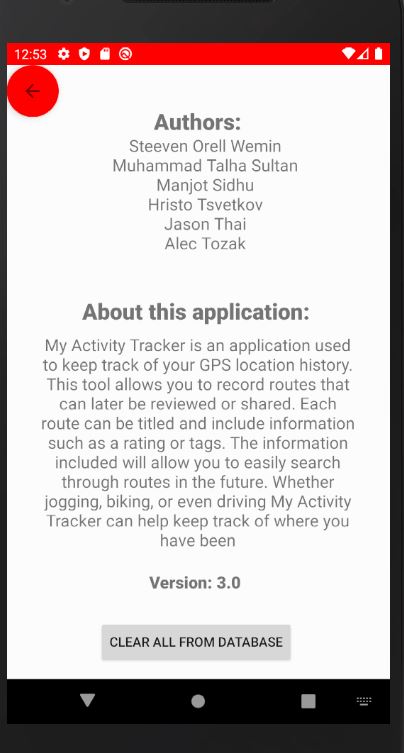 12:53
Authors:
Steeven Orell Wemin
Muhammad Talha Sultan
Manjot Sidhu
Hristo Tsvetkov
Jason Thai
Alec Tozak
About this application:
My Activity Tracker is an application used
to keep track of your GPS location history.
This tool allows you to record routes that
can later be reviewed or shared. Each
route can be titled and include information
such as a rating or tags. The information
included will allow you to easily search
through routes in the future. Whether
jogging, biking, or even driving My Activity
Tracker can help keep track of where you
have been
Version: 3.0
CLEAR ALL FROM DATABASE